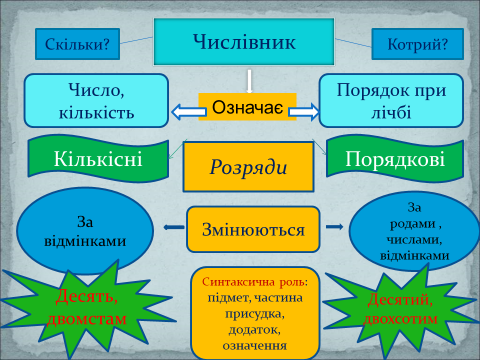 Скільки?
Числівник
Котрий?
Число,
кількість
Означає
Порядок при
лічбі
Кількісні
Розряди
Порядкові
За
відмінками
Змінюються
За
родами ,
числами,
відмінками
Десять,
двомстам
Синтаксична роль:
підмет, частина
присудка,
додаток,
означення
Десятий,
двохсотим